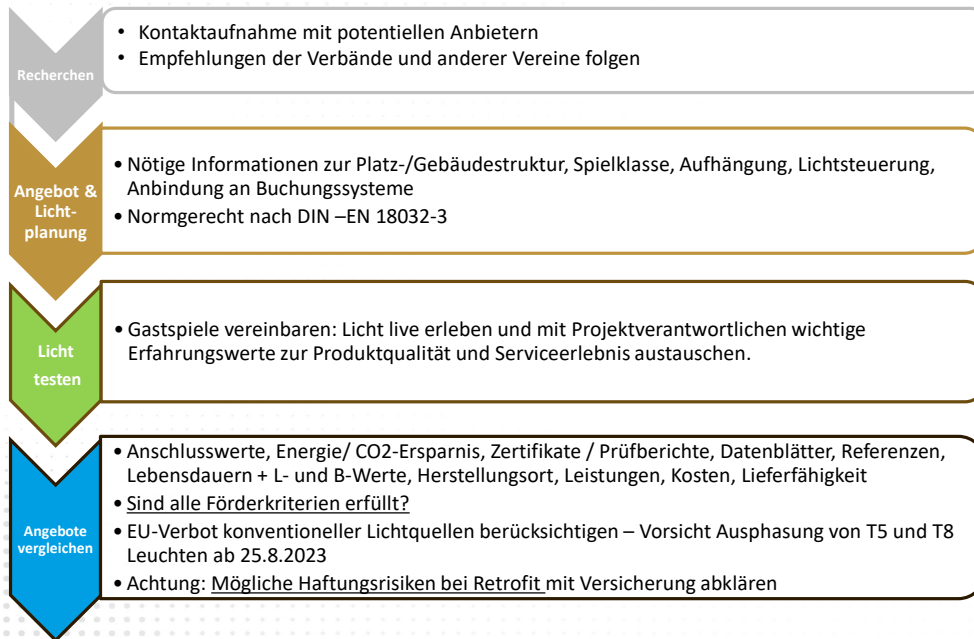 Recherchen
• Kontaktaufnahme mit potentiellen Anbietern
• Empfehlungen der Verbände und anderer Vereine folgen
Angebot &
Licht-
planung
• Nötige Informationen zur Platz-/Gebäudestruktur, Spielklasse, Aufhängung, Lichtsteuerung,
Anbindung an Buchungssysteme
• Normgerecht nach DIN –EN 18032-3
Licht
testen
• Gastspiele vereinbaren: Licht live erleben und mit Projektverantwortlichen wichtige
Erfahrungswerte zur Produktqualität und Serviceerlebnis austauschen.
Angebote
vergleichen
• Anschlusswerte, Energie/ CO2-Ersparnis, Zertifikate / Prüfberichte, Datenblätter, Referenzen,
Lebensdauern + L- und B-Werte, Herstellungsort, Leistungen, Kosten, Lieferfähigkeit
• Sind alle Förderkriterien erfüllt?
• EU-Verbot konventioneller Lichtquellen berücksichtigen – Vorsicht Ausphasung von T5 und T8
Leuchten ab 25.8.2023
• Achtung: Mögliche Haftungsrisiken bei Retrofit mit Versicherung abklären